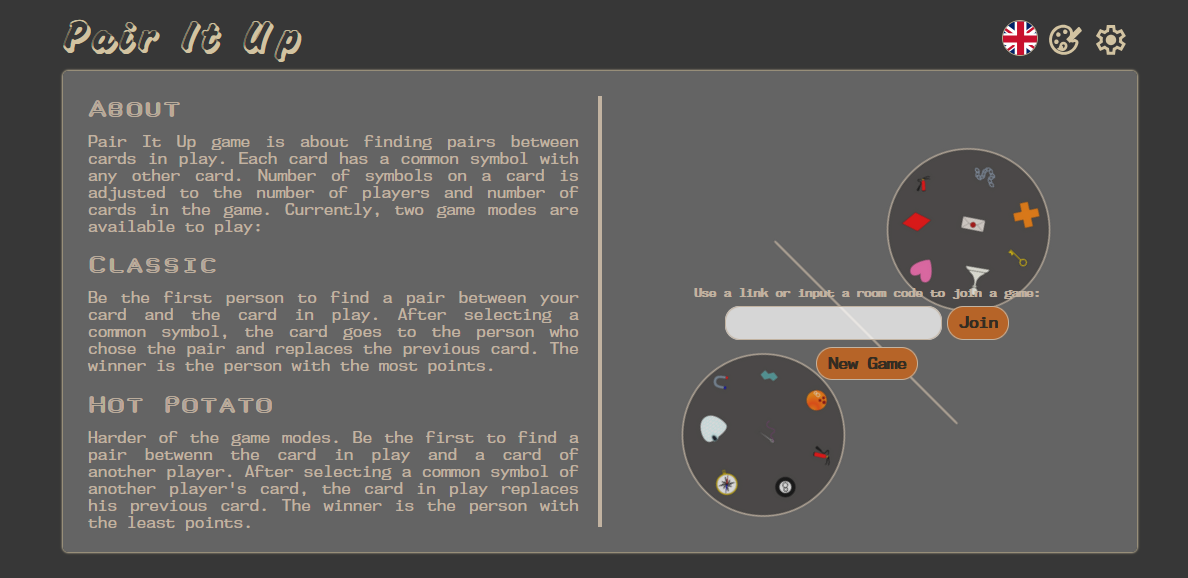 Pair It Up
About
Pair It Up game is about finding pairs between
cards in play. Each card has a common symbol with
any other card. Number of symbols on a card is
adjusted to the number of players and number of
cards in the game. Currently, two game modes are
available to play:
Classic
Be the first person to find a pair between your
card and the card in play. After selecting a
common symbol, the card goes to the person who
chose the pair and replaces the previous card. The
winner is the person with the most points.
Hot Potato
Harder of the game modes. Be the first to find a
pair betwenn the card in play and a card of
another player. After selecting a common symbol of
another player's card, the card in play replaces
his previous card. The winner is the person with
the least points.
Use a link or input a room code to join a game:
Join
New Game
8